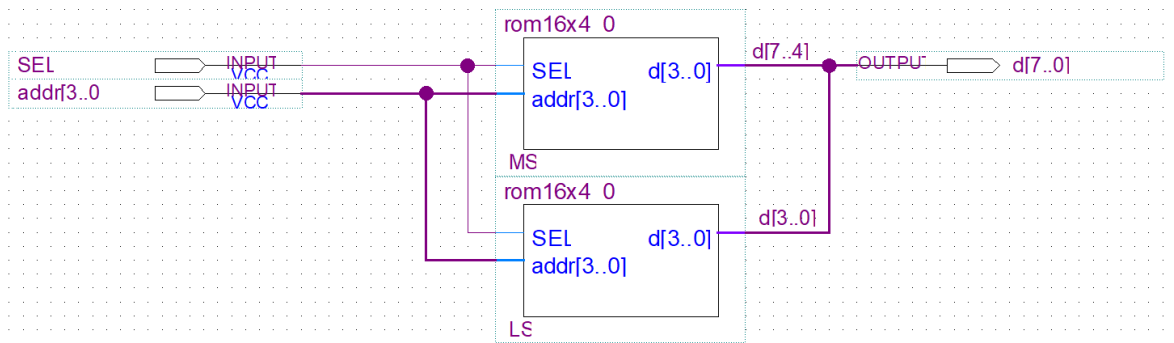 rom16x4_0
SEL INPUT VCC
addr[3..0 INPUT VCC
SEL d[3..0]
addr[3..0]
MS
d[7..4]
OUTPUT d[7..0]
rom16x4_0
SEL d[3..0]
addr[3..0]
LS
d[3..0]